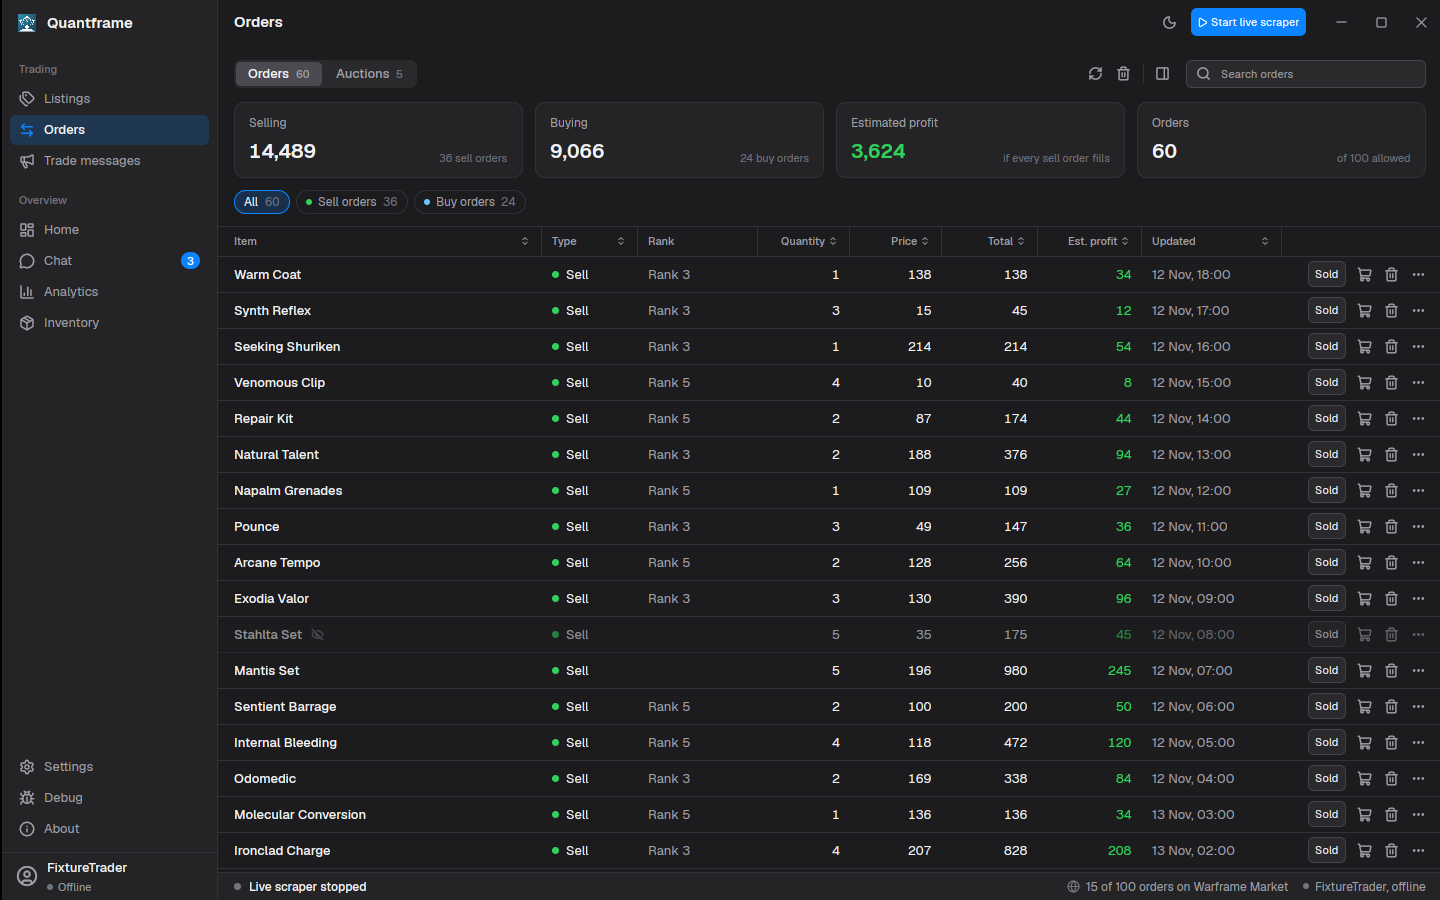 Quantframe
Orders
Start live scraper
Trading
Listings
Orders
Trade messages
Overview
Home
Chat 3
Analytics
Inventory
Settings
Debug
About
FixtureTrader
Offline
Orders 60 Auctions 5
Search orders
Selling
14,489 36 sell orders
Buying
9,066 24 buy orders
Estimated profit
3,624 if every sell order fills
Orders
60 of 100 allowed
All 60 Sell orders 36 Buy orders 24
Item Type Rank Quantity Price Total Est. profit Updated
Warm Coat Sell Rank 3 1 138 138 34 12 Nov, 18:00 Sold
Synth Reflex Sell Rank 3 3 15 45 12 12 Nov, 17:00 Sold
Seeking Shuriken Sell Rank 3 1 214 214 54 12 Nov, 16:00 Sold
Venomous Clip Sell Rank 5 4 10 40 8 12 Nov, 15:00 Sold
Repair Kit Sell Rank 5 2 87 174 44 12 Nov, 14:00 Sold
Natural Talent Sell Rank 3 2 188 376 94 12 Nov, 13:00 Sold
Napalm Grenades Sell Rank 5 1 109 109 27 12 Nov, 12:00 Sold
Pounce Sell Rank 3 3 49 147 36 12 Nov, 11:00 Sold
Arcane Tempo Sell Rank 5 2 128 256 64 12 Nov, 10:00 Sold
Exodia Valor Sell Rank 3 3 130 390 96 12 Nov, 09:00 Sold
Stahlta Set Sell 5 35 175 45 12 Nov, 08:00 Sold
Mantis Set Sell 5 196 980 245 12 Nov, 07:00 Sold
Sentient Barrage Sell Rank 5 2 100 200 50 12 Nov, 06:00 Sold
Internal Bleeding Sell Rank 5 4 118 472 120 12 Nov, 05:00 Sold
Odomedic Sell Rank 3 2 169 338 84 12 Nov, 04:00 Sold
Molecular Conversion Sell Rank 5 1 136 136 34 13 Nov, 03:00 Sold
Ironclad Charge Sell Rank 3 4 207 828 208 13 Nov, 02:00 Sold
Live scraper stopped
15 of 100 orders on Warframe Market
FixtureTrader, offline